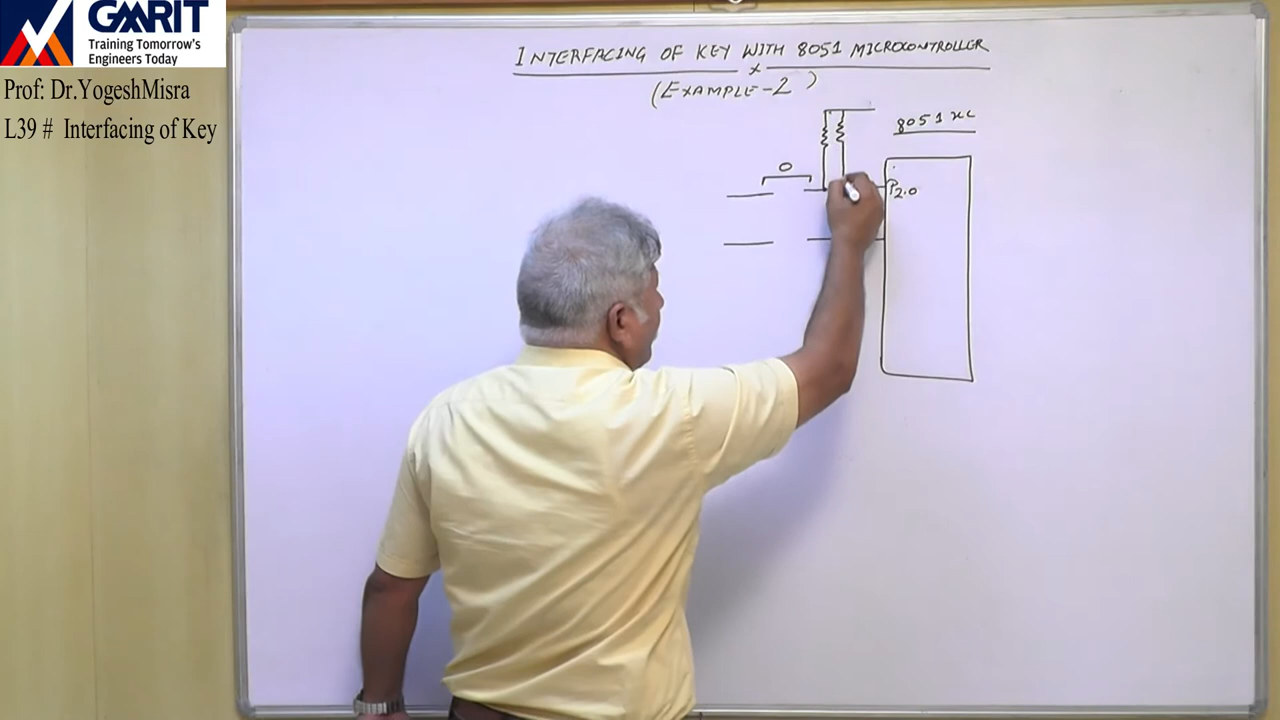 GMRIT
Training Tomorrow's
Engineers Today
Prof: Dr.YogeshMisra
L39 # Interfacing of Key
INTERFACING OF KEY WITH 8051 MICROCONTROLLER
(EXAMPLE-2)
8051 μc
0
P2.0